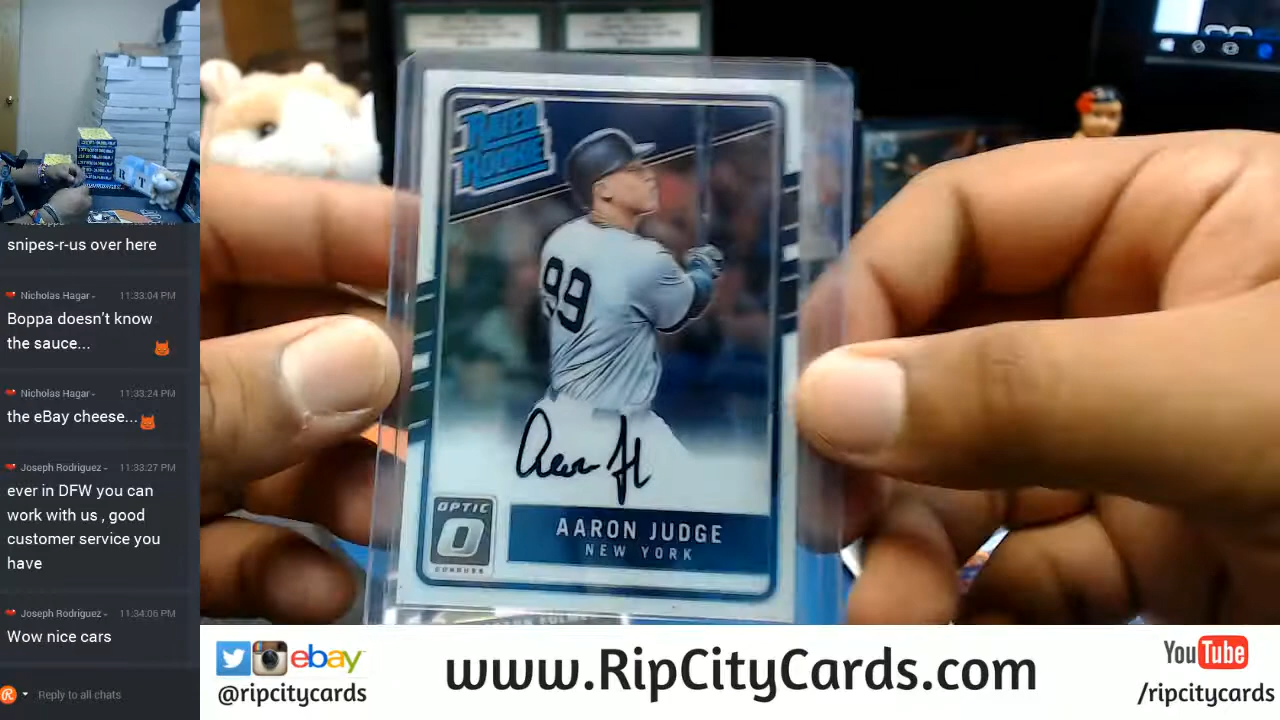 snipes-r-us over here
Nicholas Hagar - 11:33:04 PM
Boppa doesn't know
the sauce...
Nicholas Hagar - 11:33:24 PM
the eBay cheese...
Joseph Rodriguez - 11:33:27 PM
ever in DFW you can
work with us , good
customer service you
have
Joseph Rodriguez - 11:34:06 PM
Wow nice cars
Reply to all chats
RATED
ROOKIE
99
Aaron J
OPTIC
O
DONRUSS
AARON JUDGE
NEW YORK
ebay
@ripcitycards
www.RipCityCards.com
YouTube
/ripcitycards